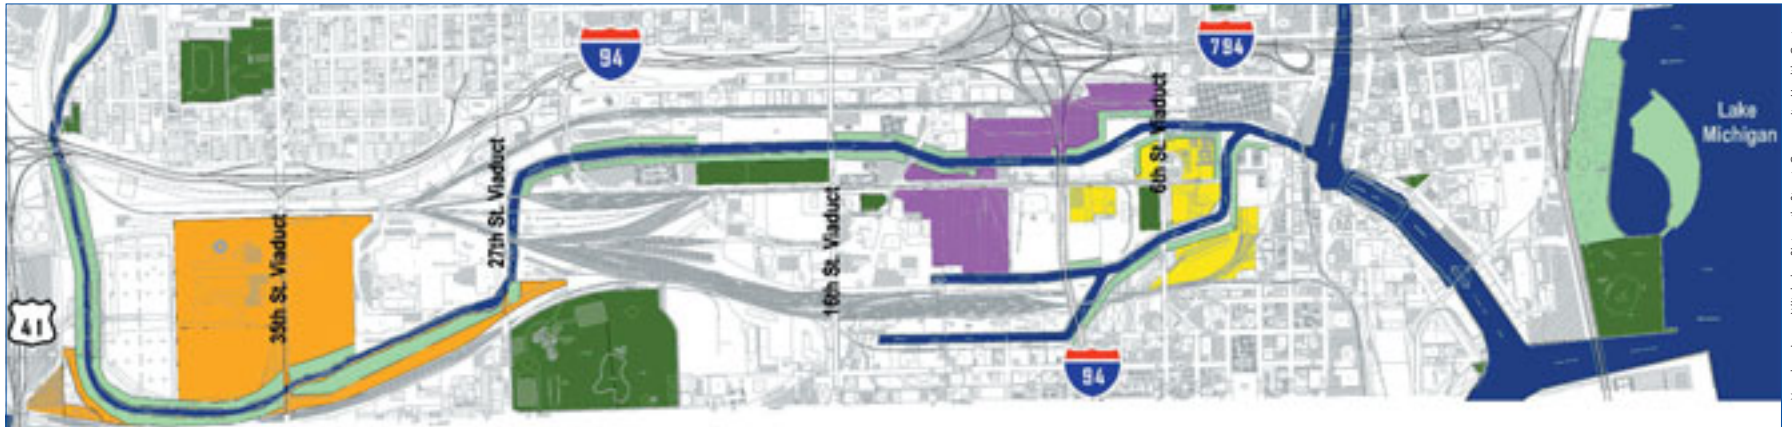 94
794
Lake
Michigan
6th St. Viaduct
27th St. Viaduct
16th St. Viaduct
35th St. Viaduct
41
94